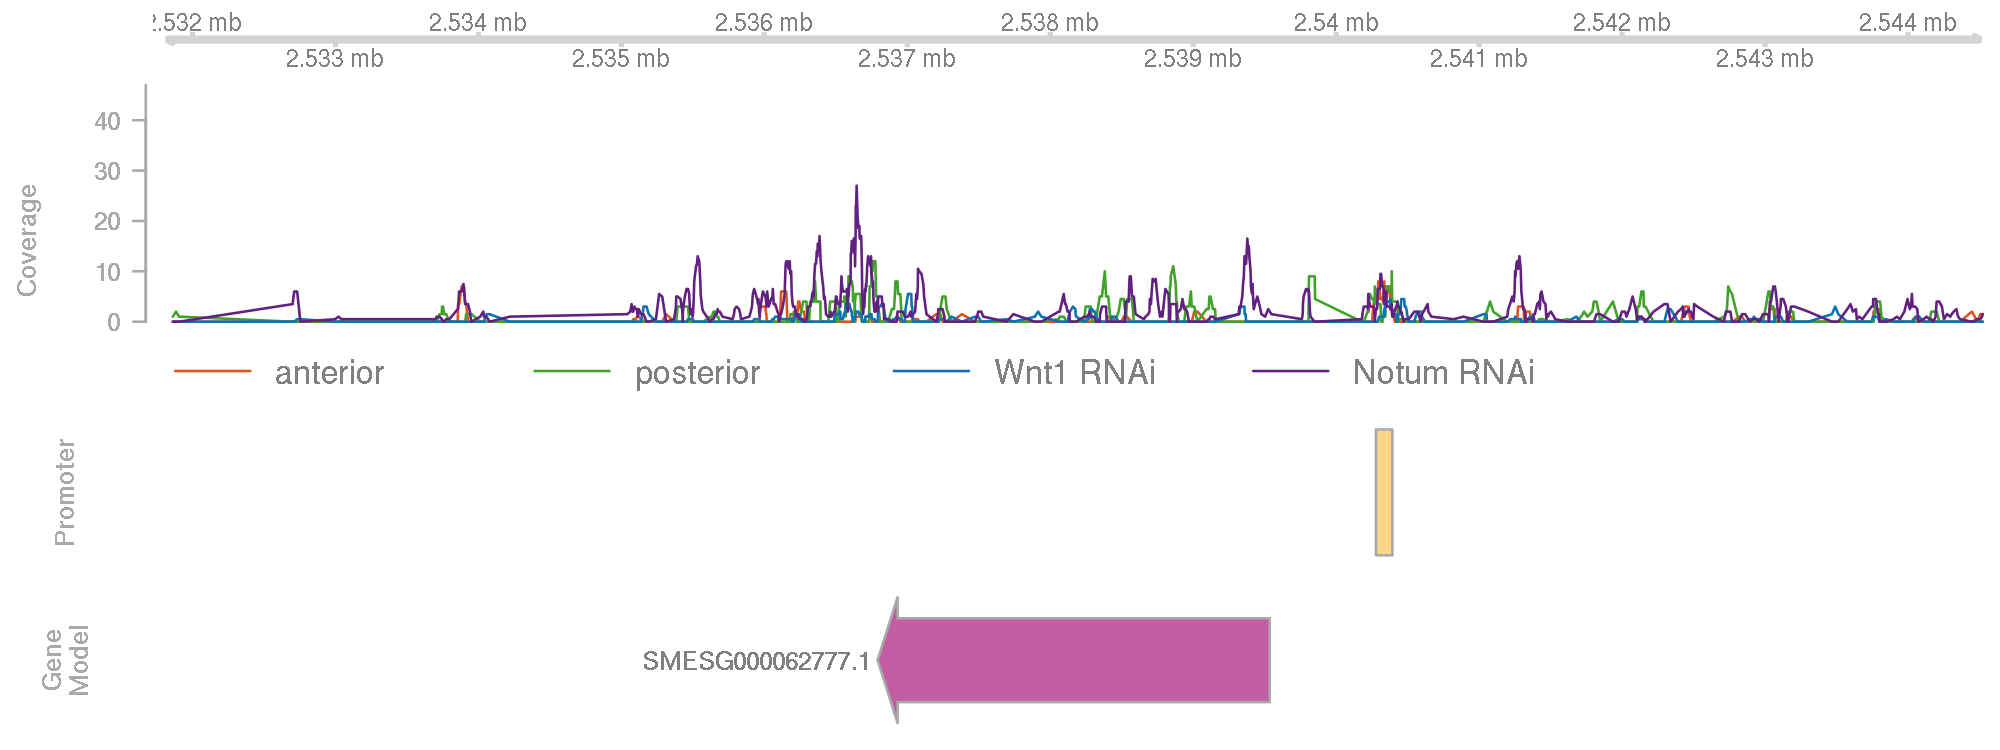 2.532 mb 2.534 mb 2.536 mb 2.538 mb 2.54 mb 2.542 mb 2.544 mb
2.533 mb 2.535 mb 2.537 mb 2.539 mb 2.541 mb 2.543 mb
Coverage
40
30
20
10
0
anterior posterior Wnt1 RNAi Notum RNAi
Promoter
Gene
Model
SMESG000062777.1